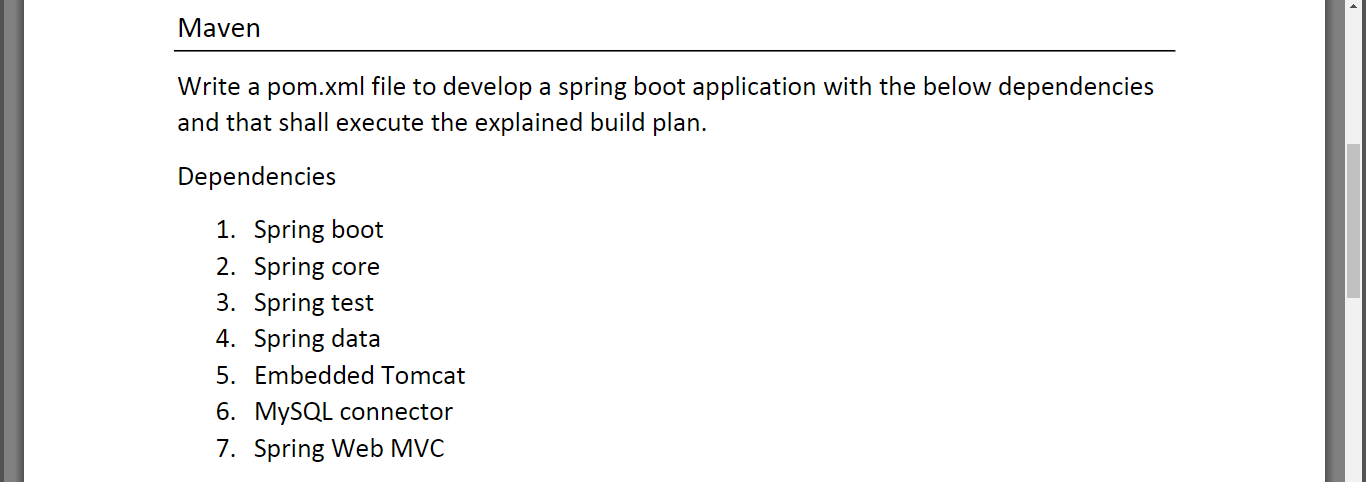 Maven
Write a pom.xml file to develop a spring boot application with the below dependencies
and that shall execute the explained build plan.
Dependencies
1. Spring boot
2. Spring core
3. Spring test
4. Spring data
5. Embedded Tomcat
6. MySQL connector
7. Spring Web MVC